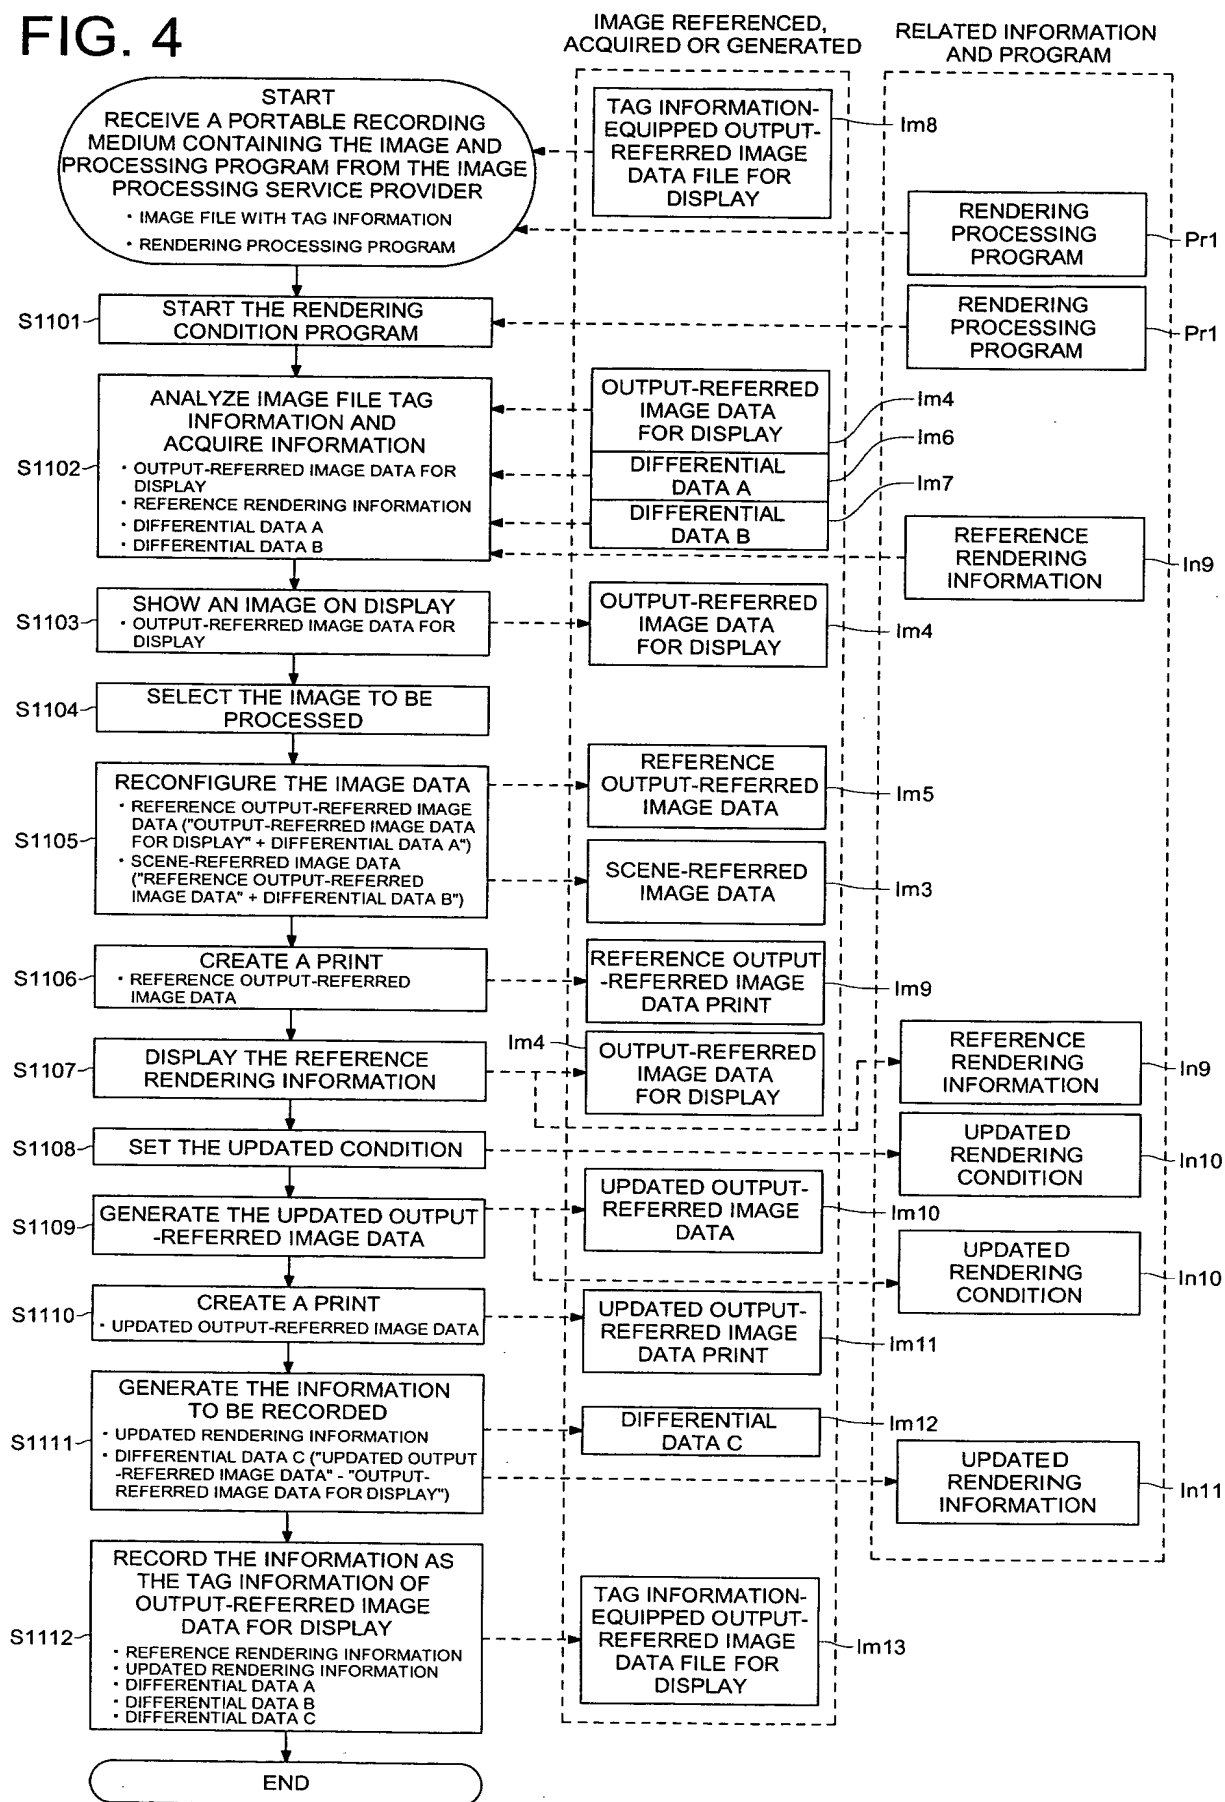 FIG. 4
IMAGE REFERENCED,
ACQUIRED OR GENERATED
RELATED INFORMATION
AND PROGRAM
START
RECEIVE A PORTABLE RECORDING
MEDIUM CONTAINING THE IMAGE AND
PROCESSING PROGRAM FROM THE IMAGE
PROCESSING SERVICE PROVIDER
· IMAGE FILE WITH TAG INFORMATION
· RENDERING PROCESSING PROGRAM
TAG INFORMATION-
EQUIPPED OUTPUT-
REFERRED IMAGE
DATA FILE FOR
DISPLAY
Im8
RENDERING
PROCESSING
PROGRAM
Pr1
S1101
START THE RENDERING
CONDITION PROGRAM
RENDERING
PROCESSING
PROGRAM
Pr1
S1102
ANALYZE IMAGE FILE TAG
INFORMATION AND
ACQUIRE INFORMATION
· OUTPUT-REFERRED IMAGE DATA FOR
DISPLAY
· REFERENCE RENDERING INFORMATION
· DIFFERENTIAL DATA A
· DIFFERENTIAL DATA B
OUTPUT-REFERRED
IMAGE DATA
FOR DISPLAY
Im4
DIFFERENTIAL
DATA A
Im6
DIFFERENTIAL
DATA B
Im7
REFERENCE
RENDERING
INFORMATION
In9
S1103
SHOW AN IMAGE ON DISPLAY
· OUTPUT-REFERRED IMAGE DATA FOR
DISPLAY
OUTPUT-REFERRED
IMAGE DATA
FOR DISPLAY
Im4
S1104
SELECT THE IMAGE TO BE
PROCESSED
S1105
RECONFIGURE THE IMAGE DATA
· REFERENCE OUTPUT-REFERRED IMAGE
DATA ("OUTPUT-REFERRED IMAGE DATA
FOR DISPLAY" + DIFFERENTIAL DATA A")
· SCENE-REFERRED IMAGE DATA
("REFERENCE OUTPUT-REFERRED
IMAGE DATA" + DIFFERENTIAL DATA B")
REFERENCE
OUTPUT-REFERRED
IMAGE DATA
Im5
SCENE-REFERRED
IMAGE DATA
Im3
S1106
CREATE A PRINT
· REFERENCE OUTPUT-REFERRED
IMAGE DATA
REFERENCE OUTPUT
-REFERRED IMAGE
DATA PRINT
Im9
S1107
DISPLAY THE REFERENCE
RENDERING INFORMATION
Im4
OUTPUT-REFERRED
IMAGE DATA
FOR DISPLAY
REFERENCE
RENDERING
INFORMATION
In9
S1108
SET THE UPDATED CONDITION
UPDATED
RENDERING
CONDITION
In10
S1109
GENERATE THE UPDATED OUTPUT
-REFERRED IMAGE DATA
UPDATED OUTPUT-
REFERRED IMAGE
DATA
Im10
UPDATED
RENDERING
CONDITION
In10
S1110
CREATE A PRINT
· UPDATED OUTPUT-REFERRED IMAGE DATA
UPDATED OUTPUT-
REFERRED IMAGE
DATA PRINT
Im11
S1111
GENERATE THE INFORMATION
TO BE RECORDED
· UPDATED RENDERING INFORMATION
· DIFFERENTIAL DATA C ("UPDATED OUTPUT
-REFERRED IMAGE DATA" - "OUTPUT-
REFERRED IMAGE DATA FOR DISPLAY")
DIFFERENTIAL
DATA C
Im12
UPDATED
RENDERING
INFORMATION
In11
S1112
RECORD THE INFORMATION AS
THE TAG INFORMATION OF
OUTPUT-REFERRED IMAGE
DATA FOR DISPLAY
· REFERENCE RENDERING INFORMATION
· UPDATED RENDERING INFORMATION
· DIFFERENTIAL DATA A
· DIFFERENTIAL DATA B
· DIFFERENTIAL DATA C
TAG INFORMATION-
EQUIPPED OUTPUT-
REFERRED IMAGE
DATA FILE FOR
DISPLAY
Im13
END